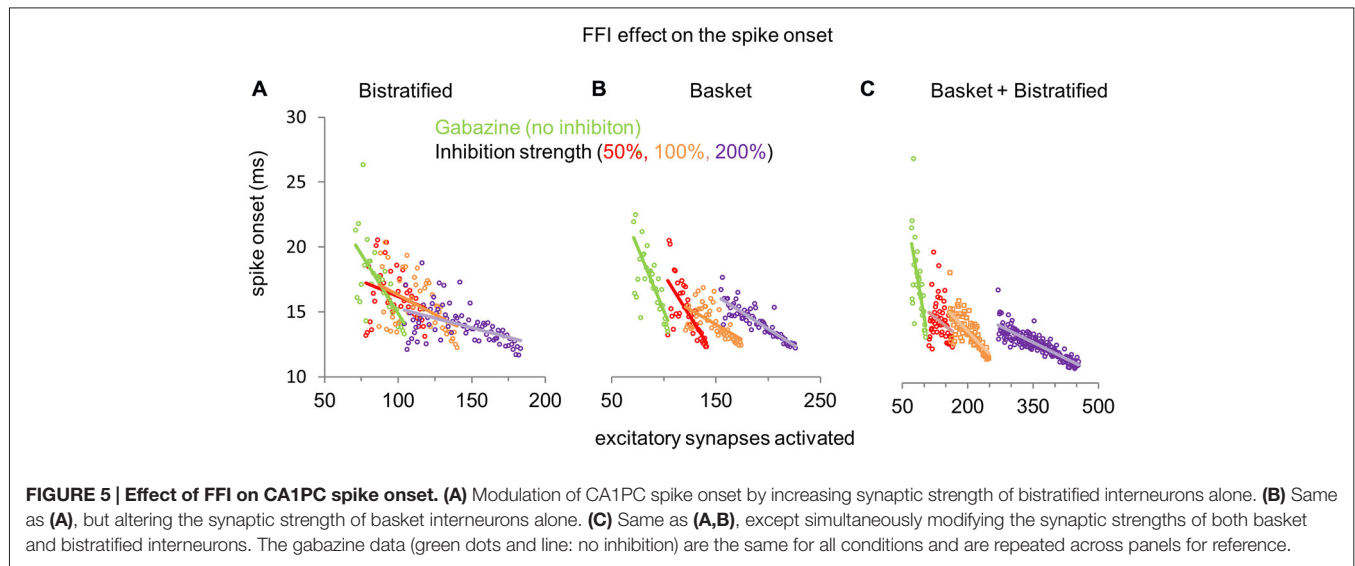 FFI effect on the spike onset
A Bistratified
B Basket
C Basket + Bistratified
Gabazine (no inhibiton)
Inhibition strength (50%, 100%, 200%)
spike onset (ms)
30
25
20
15
10
50 100 150 200
50 150 250
50 200 350 500
excitatory synapses activated
FIGURE 5 | Effect of FFI on CA1PC spike onset. (A) Modulation of CA1PC spike onset by increasing synaptic strength of bistratified interneurons alone. (B) Same
as (A), but altering the synaptic strength of basket interneurons alone. (C) Same as (A,B), except simultaneously modifying the synaptic strengths of both basket
and bistratified interneurons. The gabazine data (green dots and line: no inhibition) are the same for all conditions and are repeated across panels for reference.